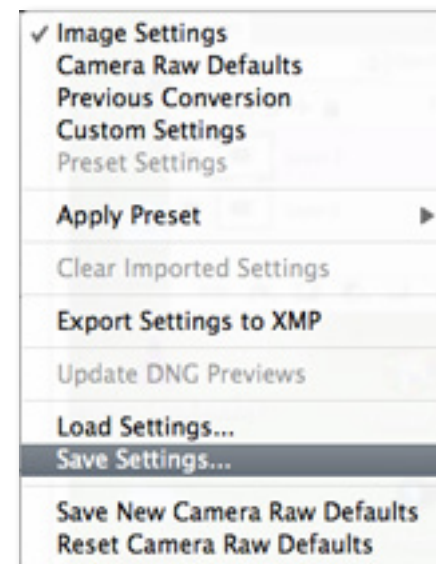 ✓ Image Settings
Camera Raw Defaults
Previous Conversion
Custom Settings
Preset Settings
Apply Preset
Clear Imported Settings
Export Settings to XMP
Update DNG Previews
Load Settings...
Save Settings...
Save New Camera Raw Defaults
Reset Camera Raw Defaults